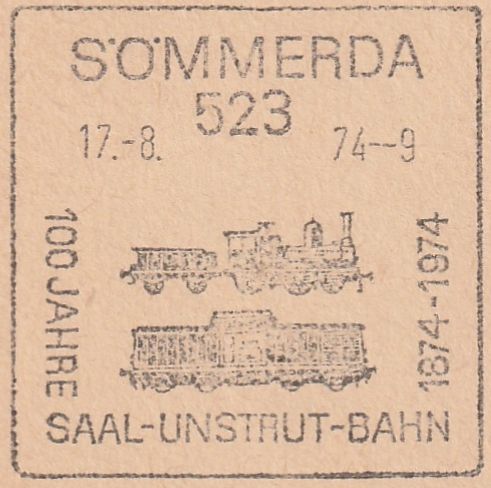 SÖMMERDA
523
17.-8. 74--9
100 JAHRE
1874-1974
SAAL-UNSTRUT-BAHN